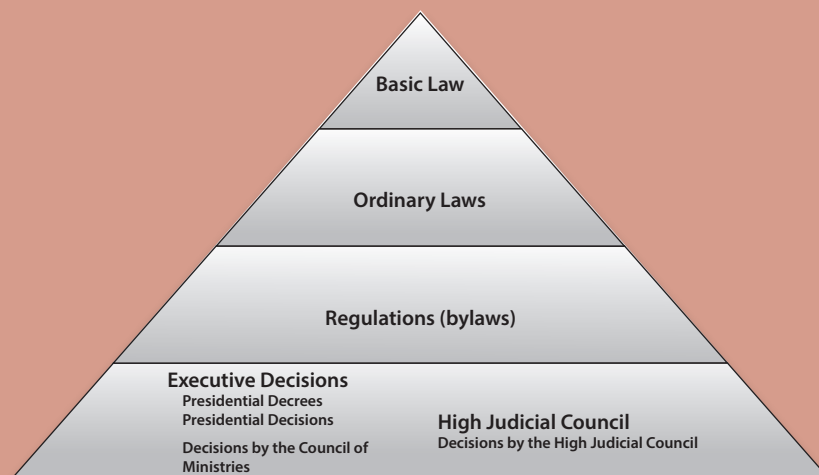 Basic Law
Ordinary Laws
Regulations (bylaws)
Executive Decisions
Presidential Decrees
Presidential Decisions
Decisions by the Council of
Ministries
High Judicial Council
Decisions by the High Judicial Council